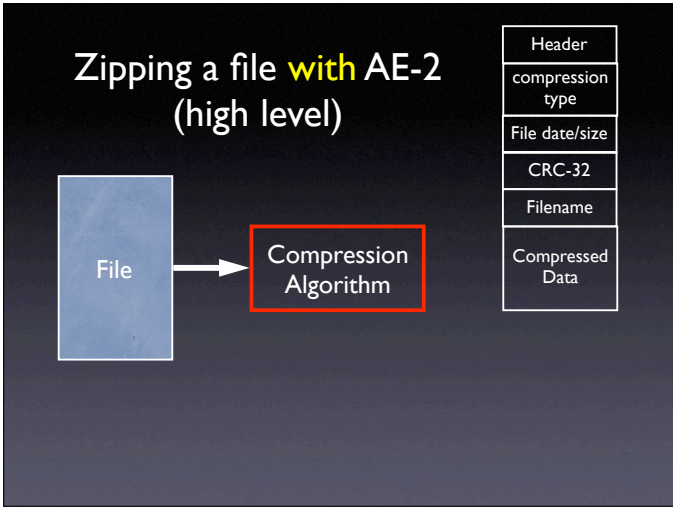 Zipping a file with AE-2
(high level)
File
Compression
Algorithm
Header
compression
type
File date/size
CRC-32
Filename
Compressed
Data